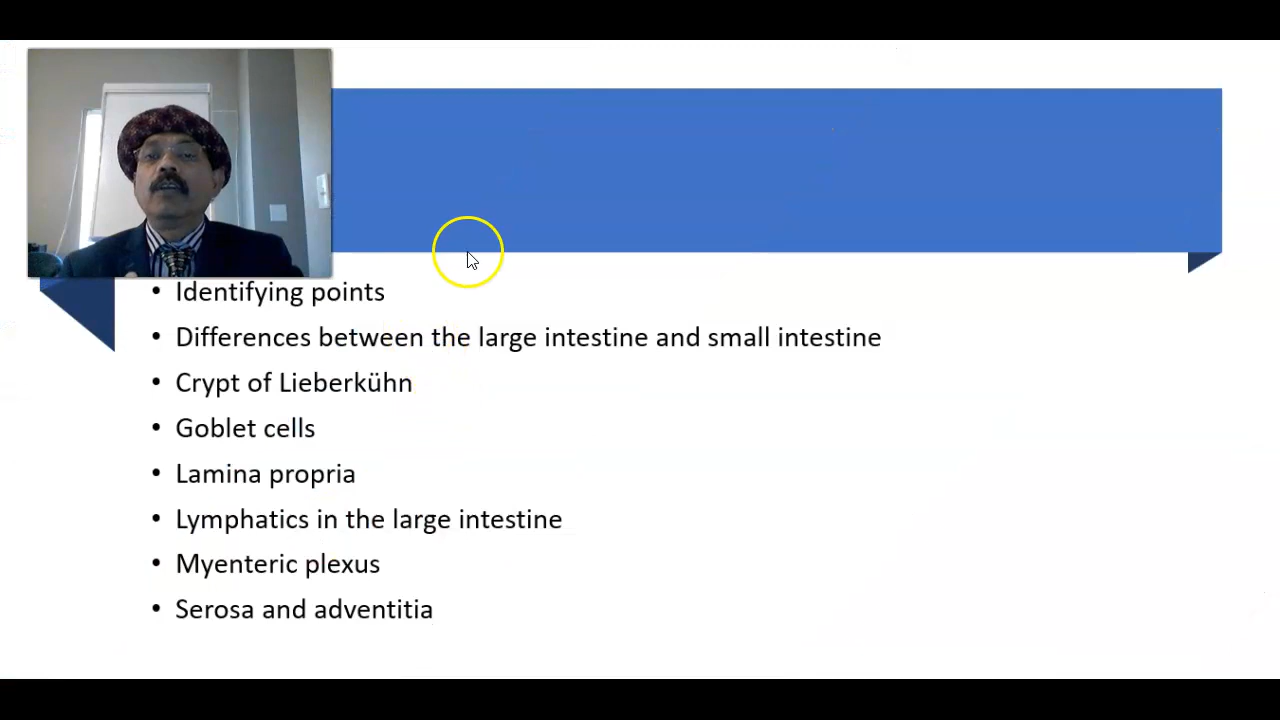 • Identifying points
• Differences between the large intestine and small intestine
• Crypt of Lieberkühn
• Goblet cells
• Lamina propria
• Lymphatics in the large intestine
• Myenteric plexus
• Serosa and adventitia